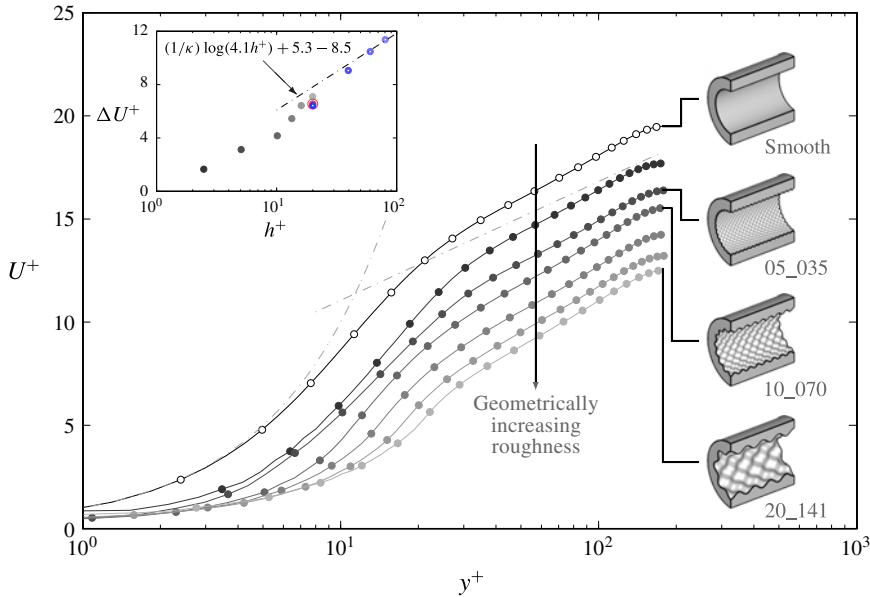 25
20
15
10
5
0
U⁺
10⁰
10¹
10²
10³
y⁺
12
8
4
0
ΔU⁺
10⁰
10¹
10²
h⁺
(1/κ) log(4.1h⁺) + 5.3 − 8.5
Geometrically
increasing
roughness
Smooth
05_035
10_070
20_141